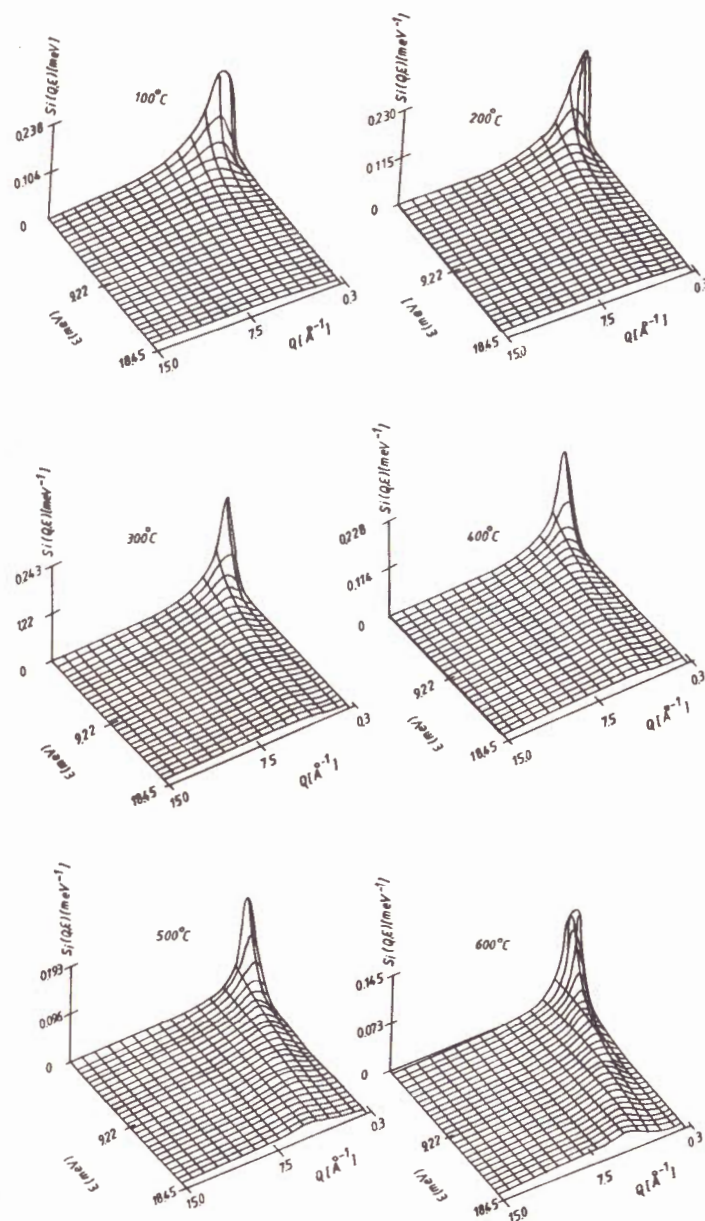 Si(Q,E)(meV)
100°C
0.238
0.104
0
9.22
E(meV)
18.45
15.0
7.5
Q[Å⁻¹]
0.3
Si(Q,E)(meV⁻¹)
200°C
0.230
0.115
0
9.22
E(meV)
18.45
15.0
7.5
Q[Å⁻¹]
0.3
Si(Q,E)(meV⁻¹)
300°C
0.243
1.22
0
9.22
E(meV)
18.45
15.0
7.5
Q[Å⁻¹]
0.3
Si(Q,E)(meV⁻¹)
400°C
0.228
0.114
0
9.22
E(meV)
18.45
15.0
7.5
Q[Å⁻¹]
0.3
Si(Q,E)(meV⁻¹)
500°C
0.193
0.096
0
9.22
E(meV)
18.45
15.0
7.5
Q[Å⁻¹]
0.3
Si(Q,E)(meV⁻¹)
600°C
0.145
0.073
0
9.22
E(meV)
18.45
15.0
7.5
Q[Å⁻¹]
0.3